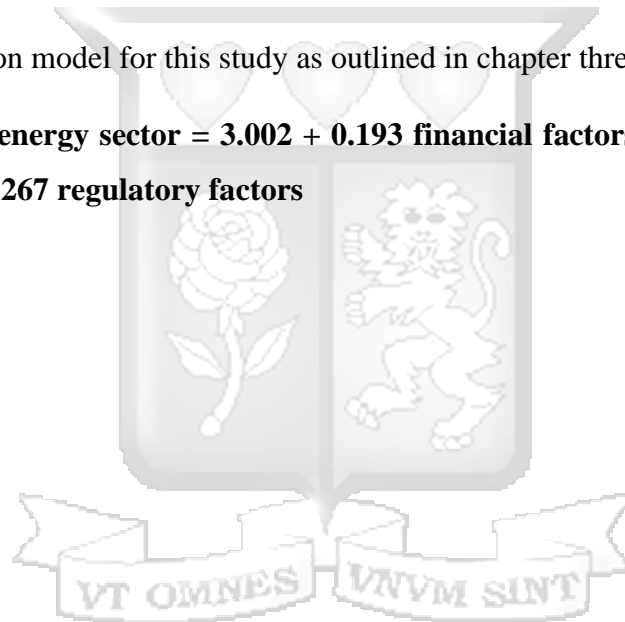 on model for this study as outlined in chapter thre
energy sector = 3.002 + 0.193 financial factors
267 regulatory factors
VT OMNES VNVM SINT